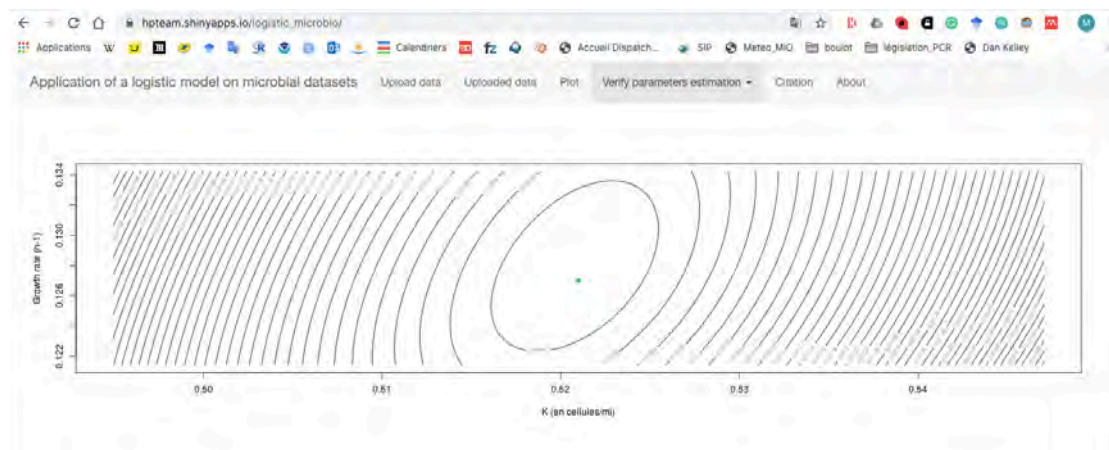 hpteam.shinyapps.io/logistic_microbio/
Applications Calendriers Accueil Dispatch... SIP Meteo_MIO boulot législation_PCR Dan Kelley
Application of a logistic model on microbial datasets Upload data Uploaded data Plot Verify parameters estimation Citation About
0.134
0.130
0.126
0.122
Growth rate (h-1)
0.50 0.51 0.52 0.53 0.54
K (en cellules/ml)